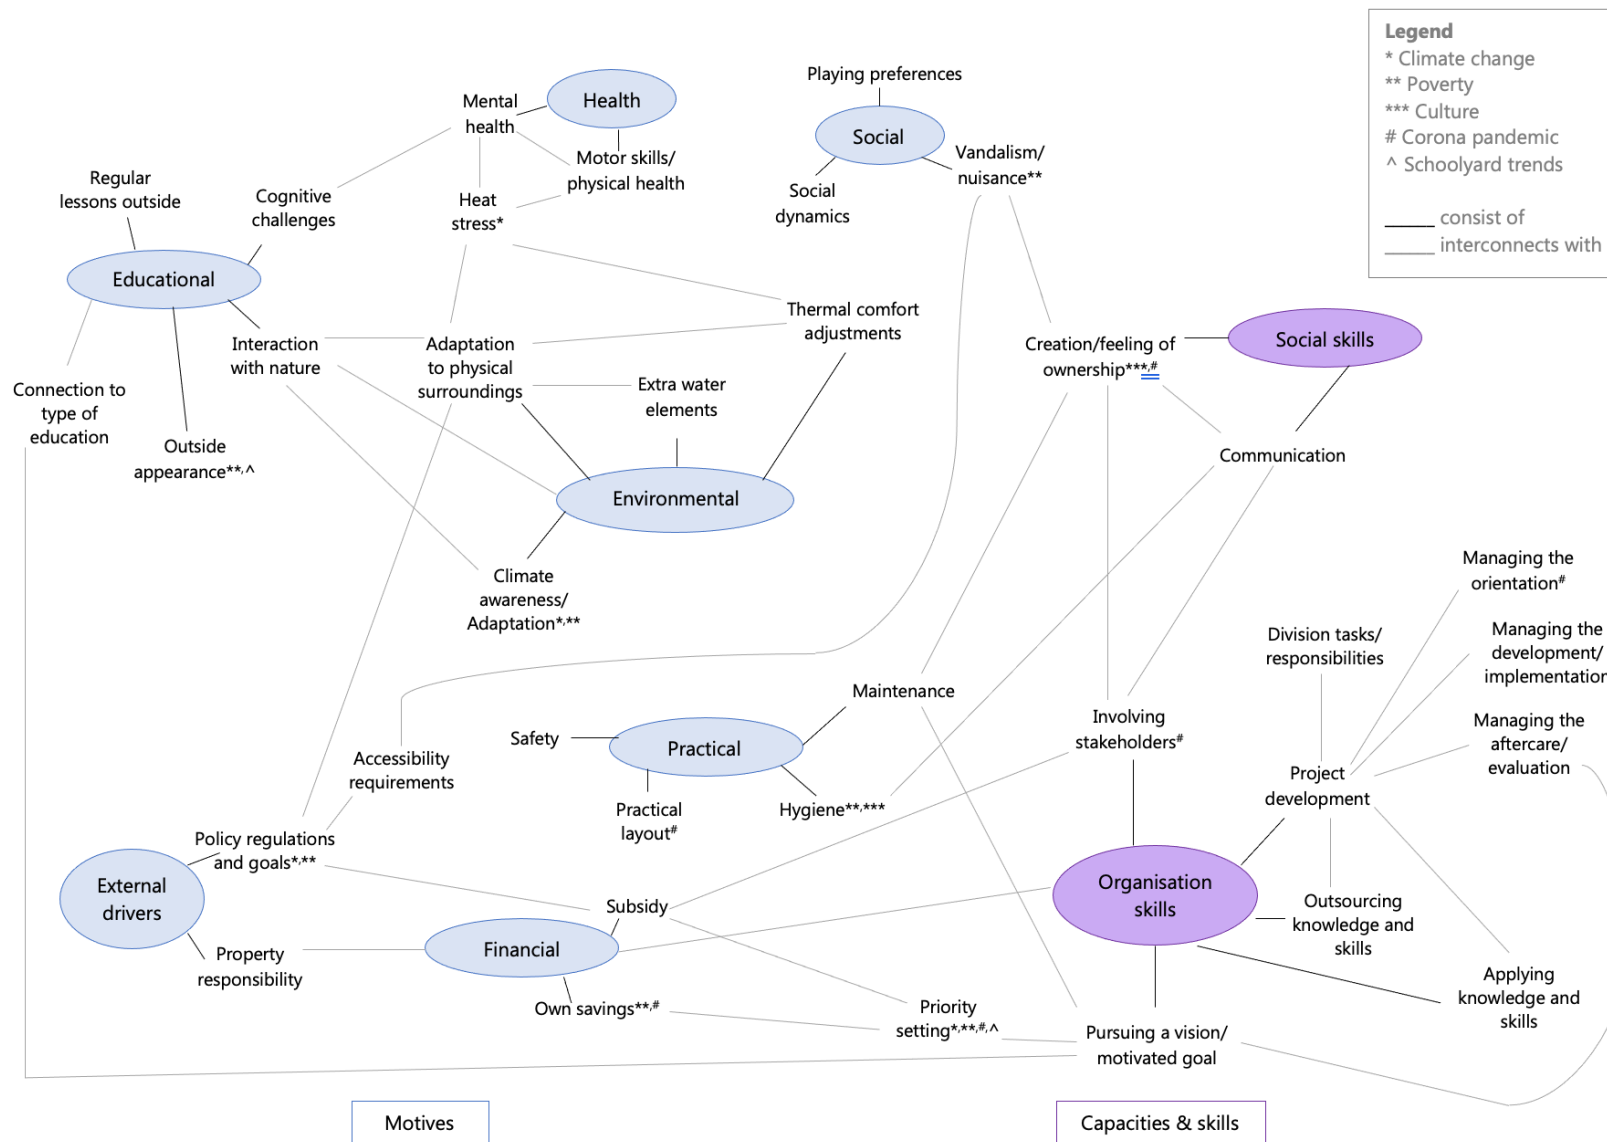 Legend
* Climate change
** Poverty
*** Culture
# Corona pandemic
^ Schoolyard trends
consist of
interconnects with
Playing preferences
Health
Mental
health
Social
Vandalism/
nuisance**
Motor skills/
physical health
Regular
lessons outside
Cognitive
challenges
Heat
stress*
Social
dynamics
Educational
Thermal comfort
adjustments
Interaction
with nature
Adaptation
to physical
surroundings
Creation/feeling of
ownership***,#
Social skills
Connection to
type of
education
Extra water
elements
Outside
appearance**,^
Communication
Environmental
Climate
awareness/
Adaptation*,**
Managing the
orientation#
Division tasks/
responsibilities
Managing the
development/
implementation
Maintenance
Involving
stakeholders#
Managing the
aftercare/
evaluation
Safety
Practical
Accessibility
requirements
Project
development
Practical
layout#
Hygiene**,***
Policy regulations
and goals*,**
External
drivers
Organisation
skills
Subsidy
Outsourcing
knowledge and
skills
Financial
Property
responsibility
Applying
knowledge and
skills
Own savings**,#
Priority
setting*,**,#,^
Pursuing a vision/
motivated goal
Motives
Capacities & skills